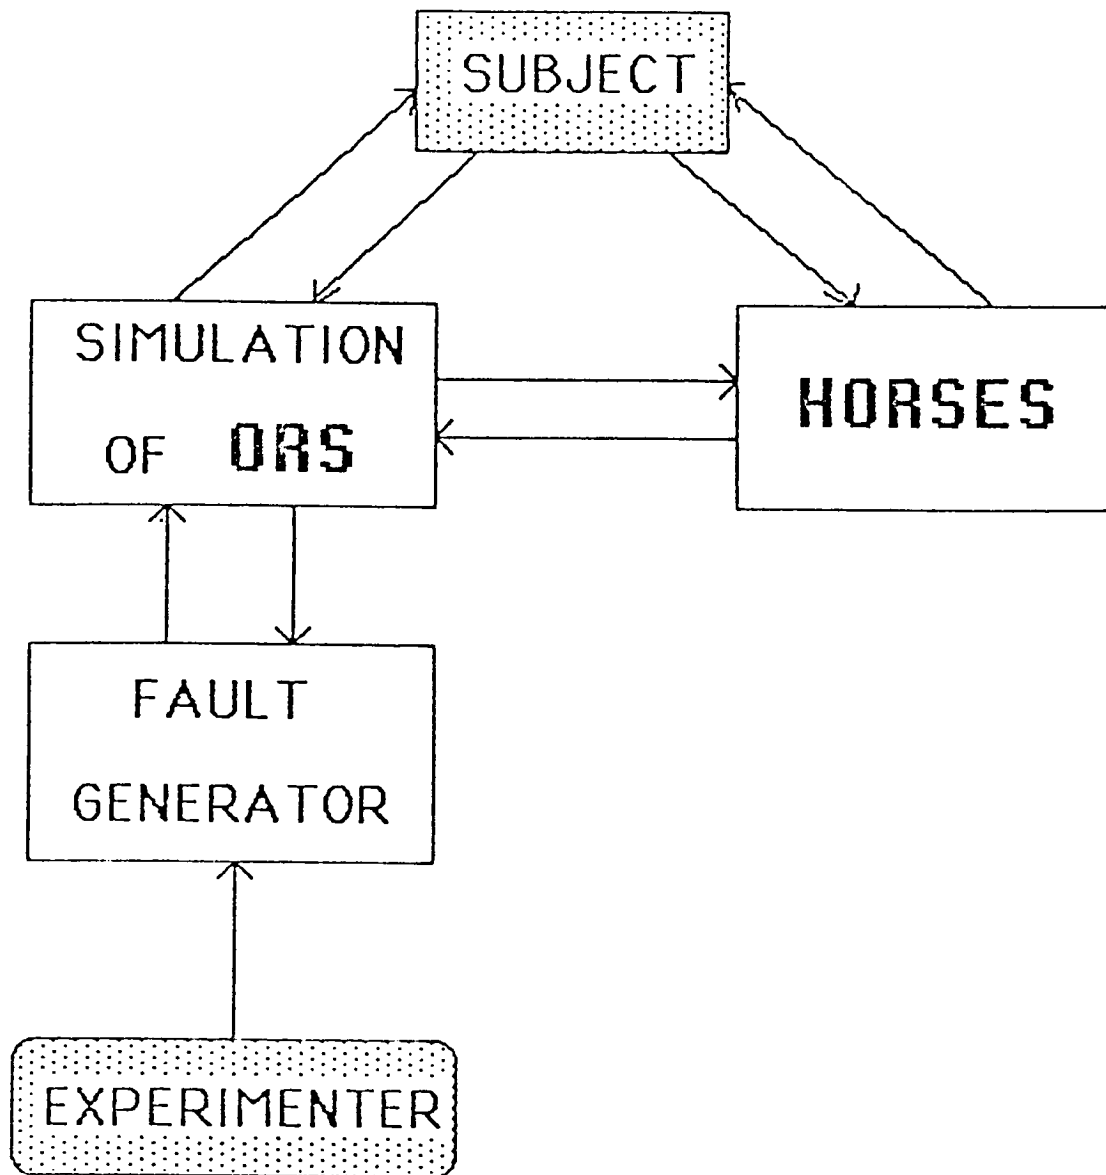 SUBJECT
SIMULATION
OF ORS
HORSES
FAULT
GENERATOR
EXPERIMENTER